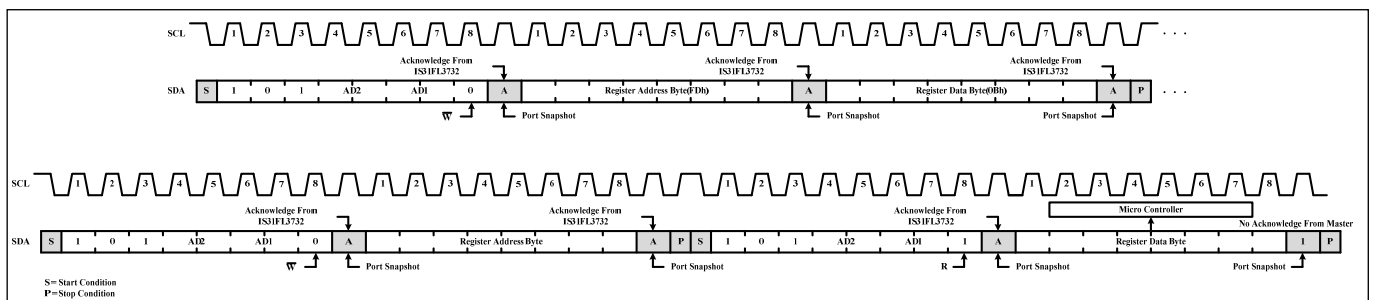 SCL 1 2 3 4 5 6 7 8 1 2 3 4 5 6 7 8 1 2 3 4 5 6 7 8 . . .
Acknowledge From IS31FL3732 Acknowledge From IS31FL3732 Acknowledge From IS31FL3732
SDA S 1 0 1 AD2 AD1 0 A Register Address Byte(FDh) A Register Data Byte(0Bh) A P . . .
W Port Snapshot Port Snapshot Port Snapshot
SCL 1 2 3 4 5 6 7 8 1 2 3 4 5 6 7 8 1 2 3 4 5 6 7 8 1 2 3 4 5 6 7 8
Acknowledge From IS31FL3732 Acknowledge From IS31FL3732 Acknowledge From IS31FL3732 Micro Controller
No Acknowledge From Master
SDA S 1 0 1 AD2 AD1 0 A Register Address Byte A P S 1 0 1 AD2 AD1 1 A Register Data Byte 1 P
W Port Snapshot Port Snapshot R Port Snapshot Port Snapshot
S= Start Condition
P= Stop Condition